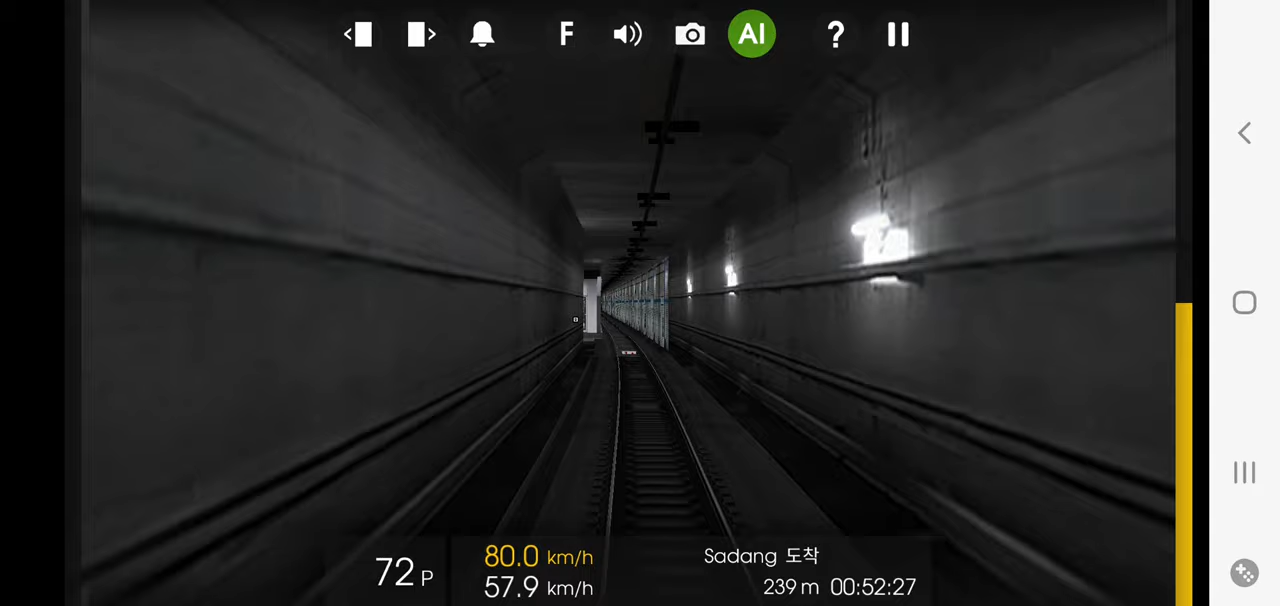 F AI ?
72 P
80.0 km/h
57.9 km/h
Sadang 도착
239 m 00:52:27